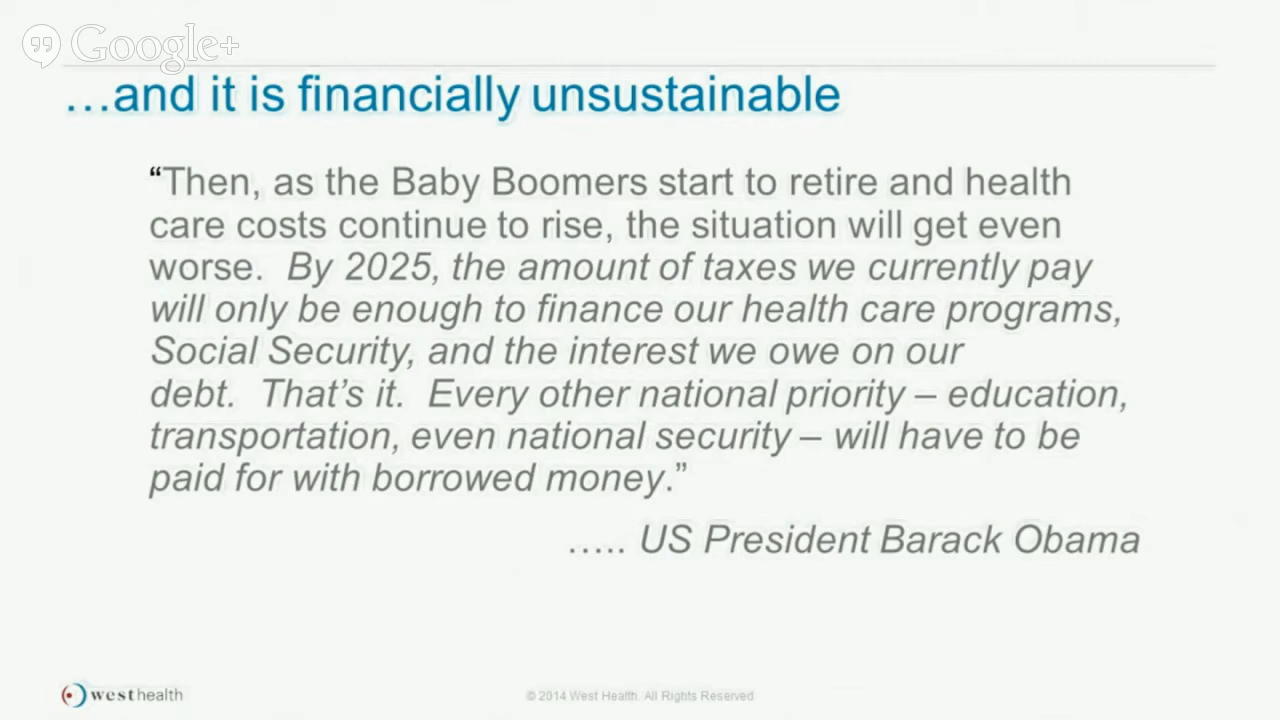 Google+
…and it is financially unsustainable
“Then, as the Baby Boomers start to retire and health
care costs continue to rise, the situation will get even
worse.  By 2025, the amount of taxes we currently pay
will only be enough to finance our health care programs,
Social Security, and the interest we owe on our
debt.  That’s it.  Every other national priority – education,
transportation, even national security – will have to be
paid for with borrowed money.”
….. US President Barack Obama
westhealth
© 2014 West Health. All Rights Reserved